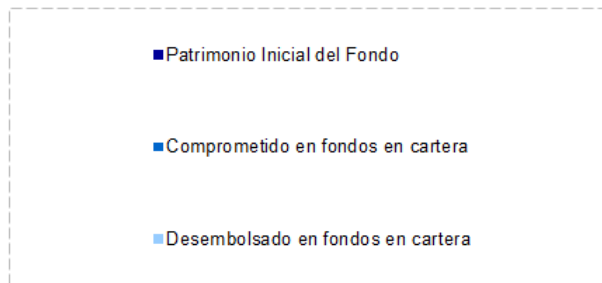 Patrimonio Inicial del Fondo
Comprometido en fondos en cartera
Desembolsado en fondos en cartera